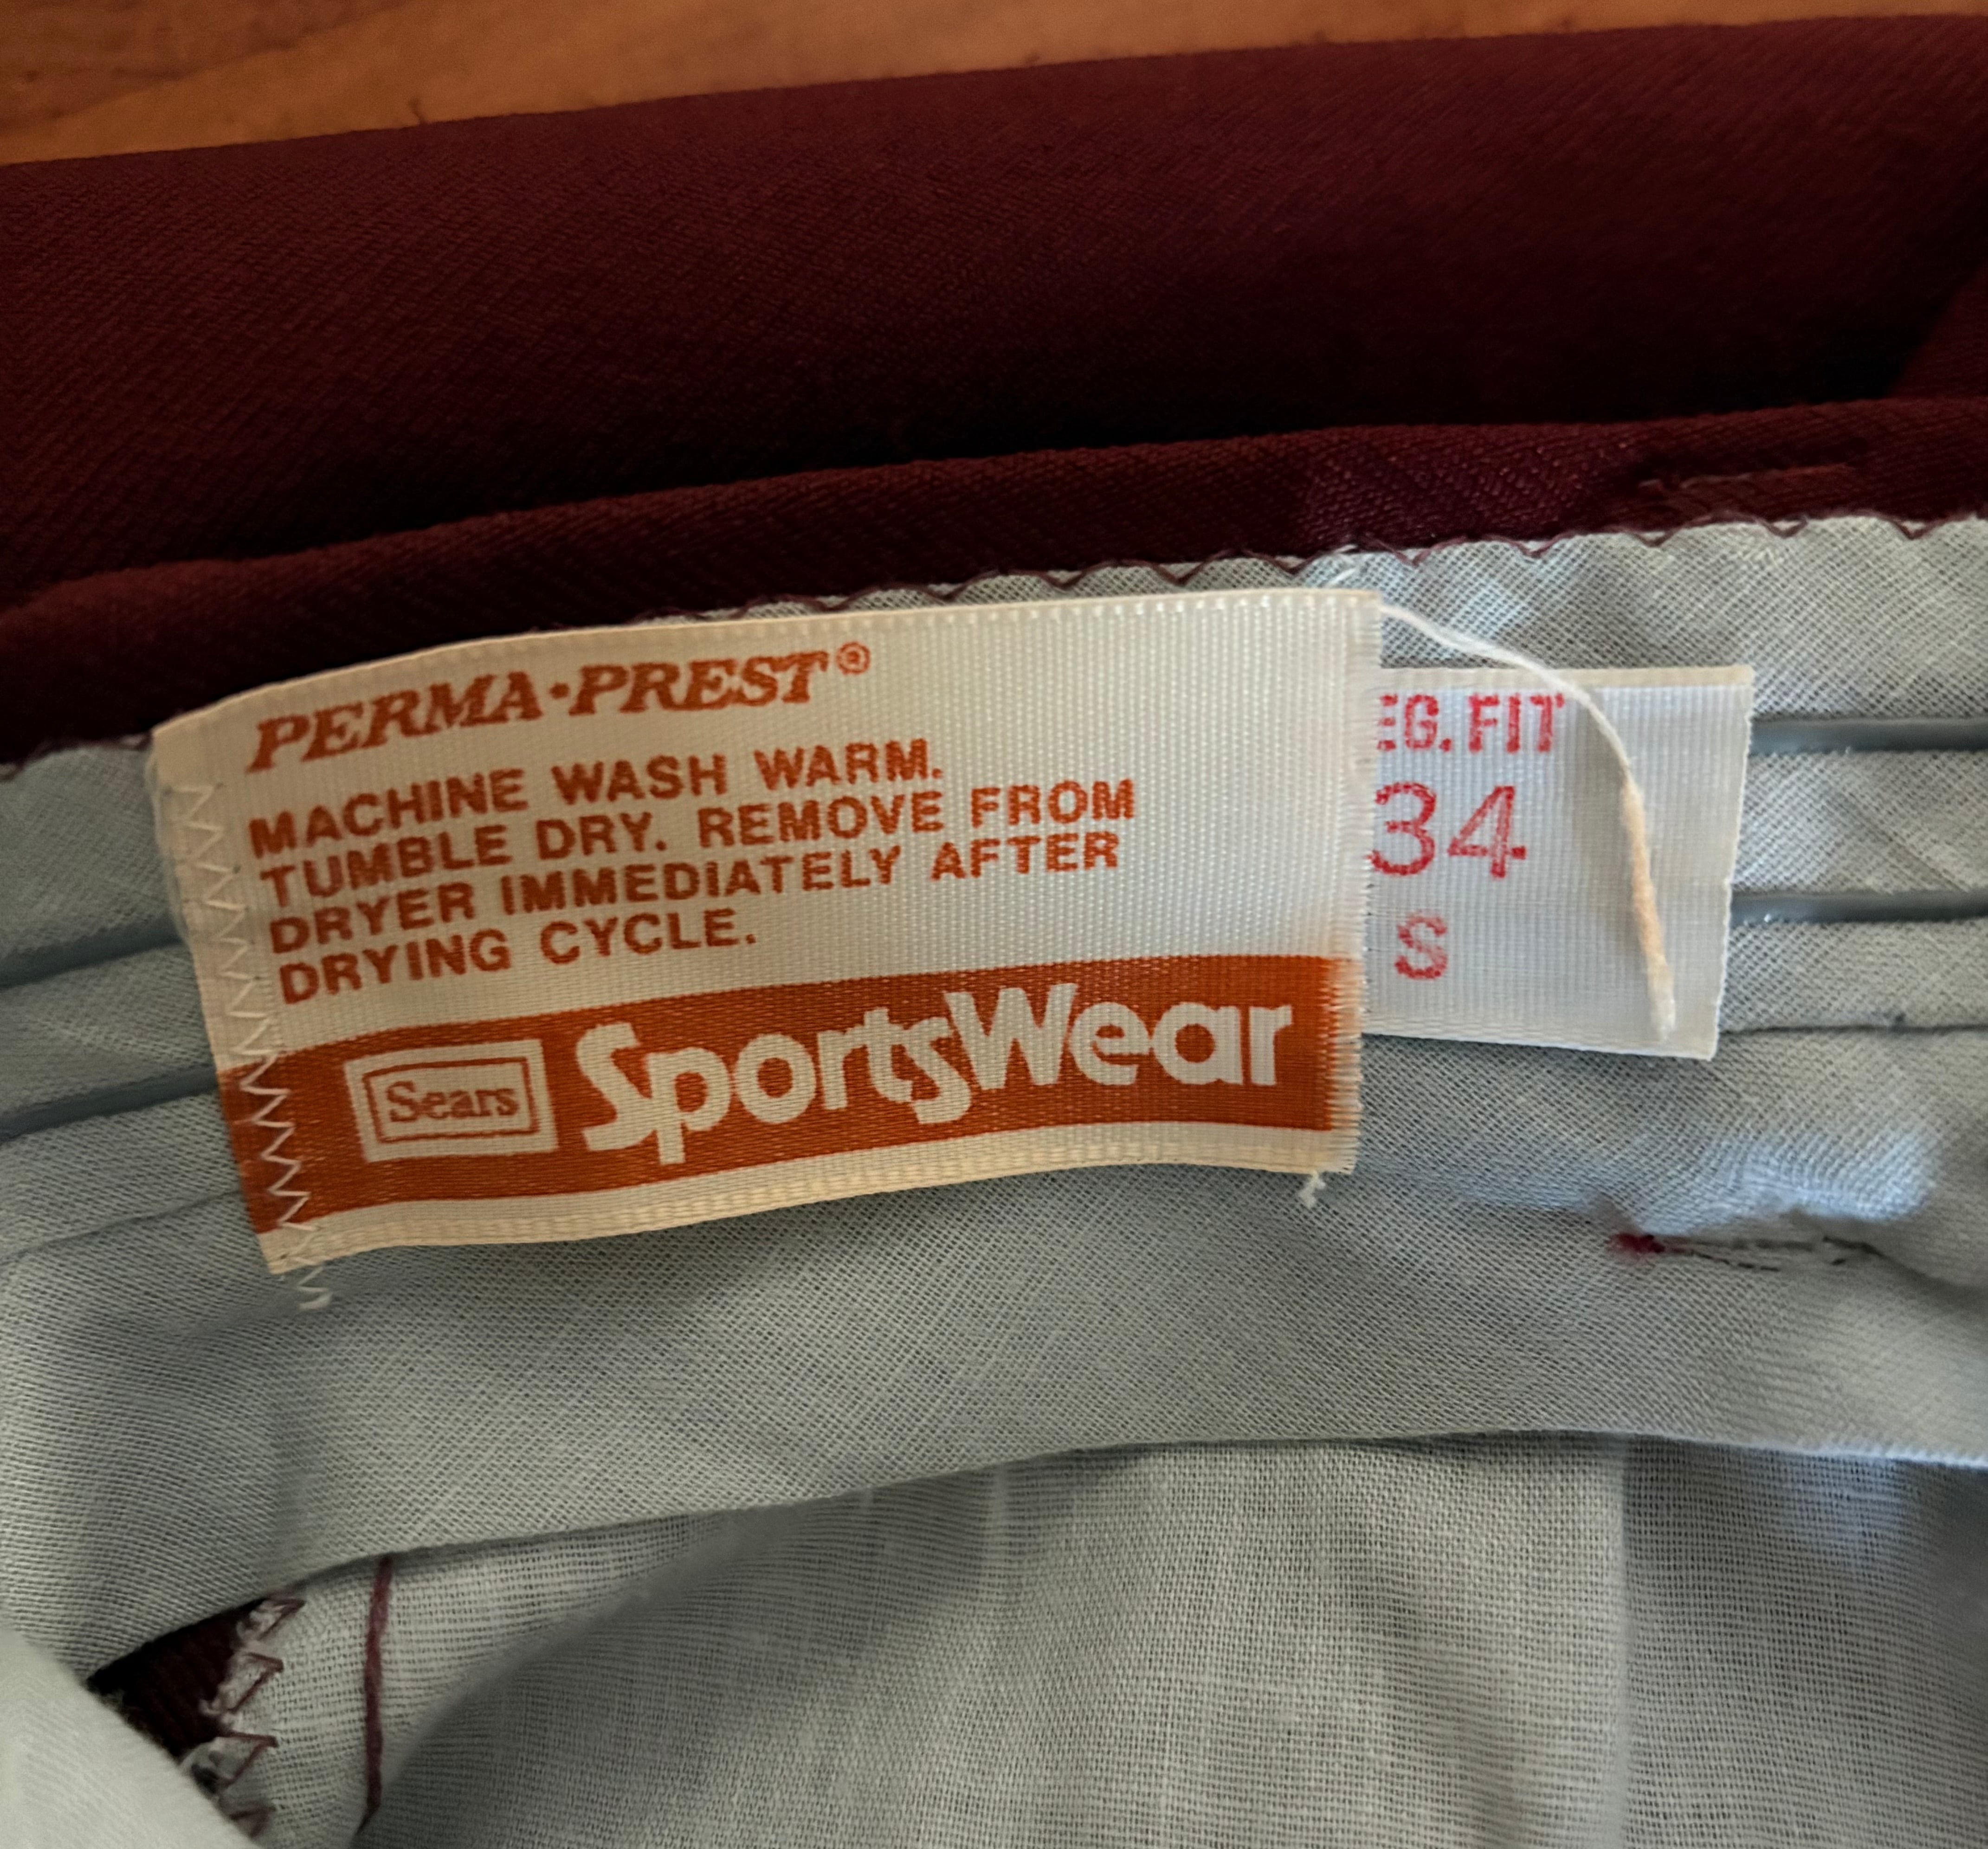 PERMA·PREST®
MACHINE WASH WARM.
TUMBLE DRY. REMOVE FROM
DRYER IMMEDIATELY AFTER
DRYING CYCLE.
Sears SportsWear
EG. FIT
34
S